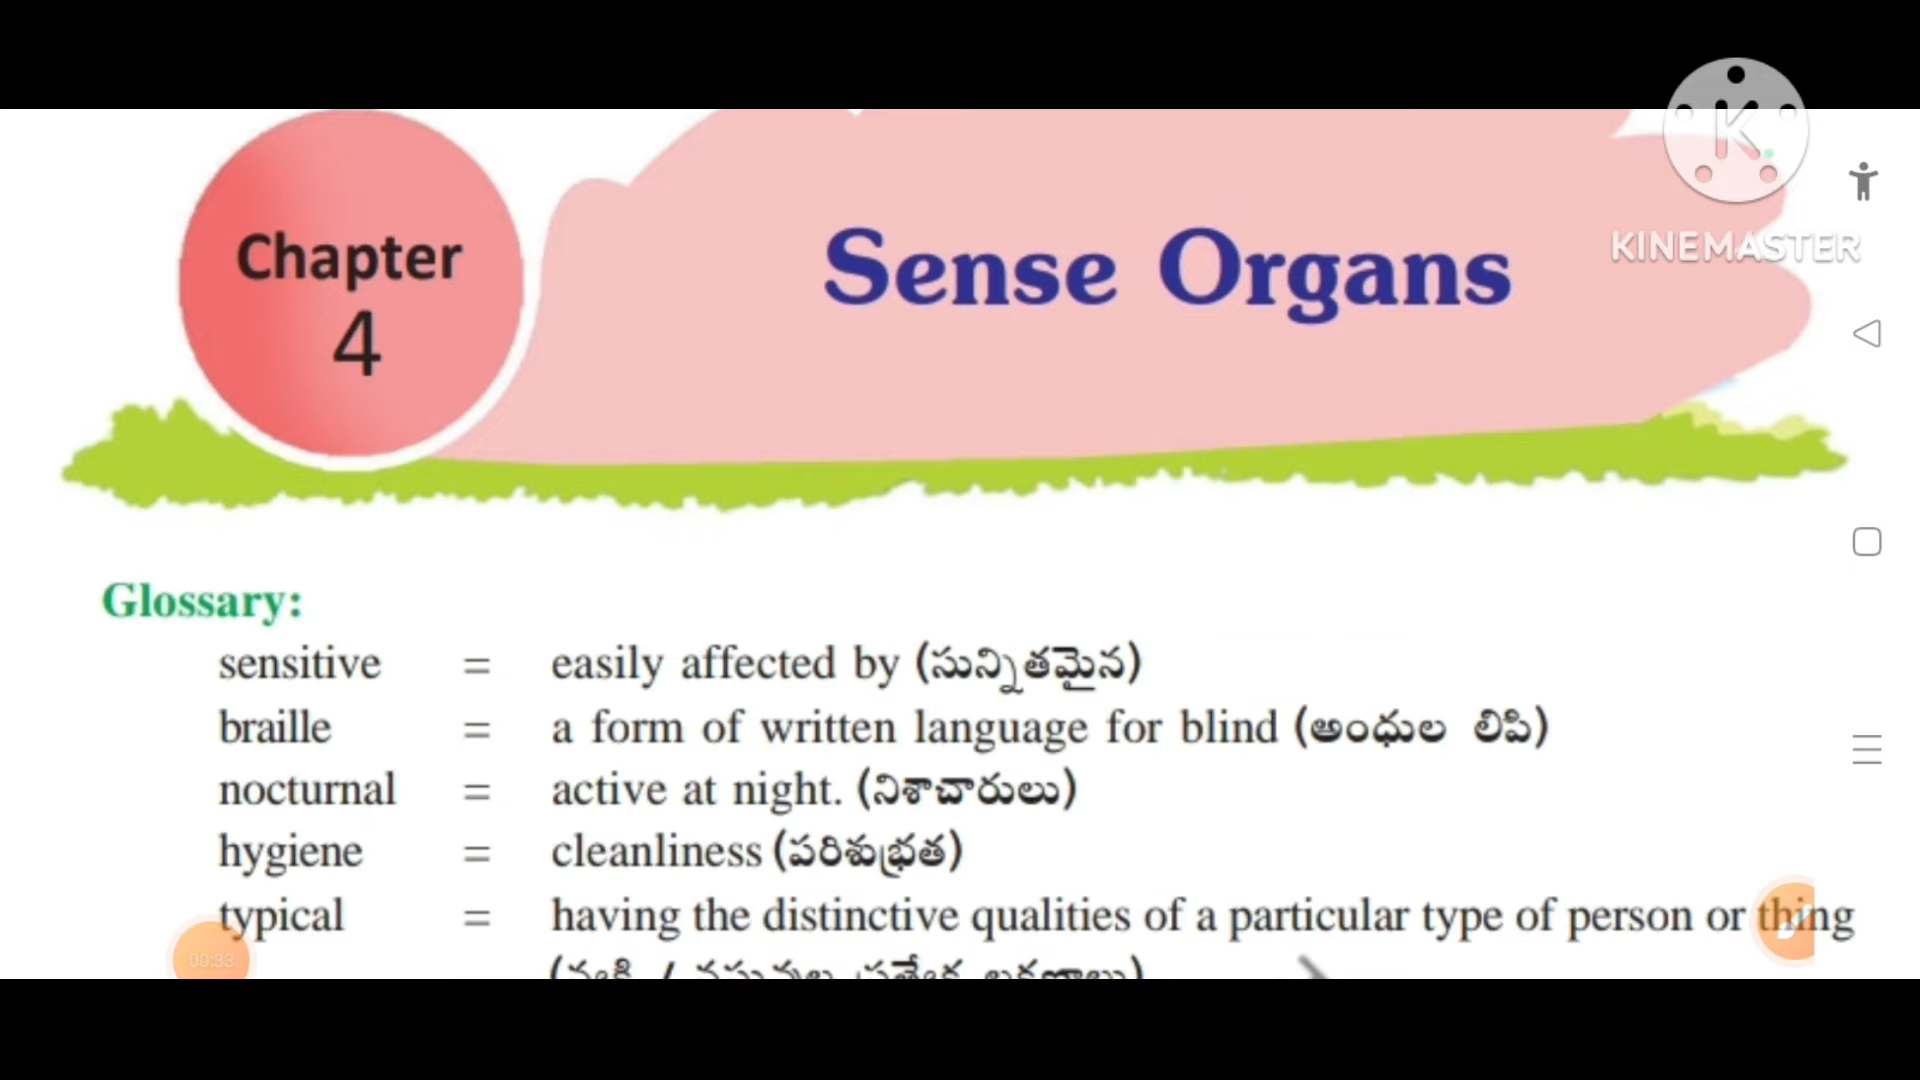 Chapter
4
Sense Organs
KINEMASTER
Glossary:
sensitive = easily affected by (సున్నితమైన)
braille = a form of written language for blind (అంధుల లిపి)
nocturnal = active at night. (నిశాచారులు)
hygiene = cleanliness (పరిశుభ్రత)
typical = having the distinctive qualities of a particular type of person or thing
00:33